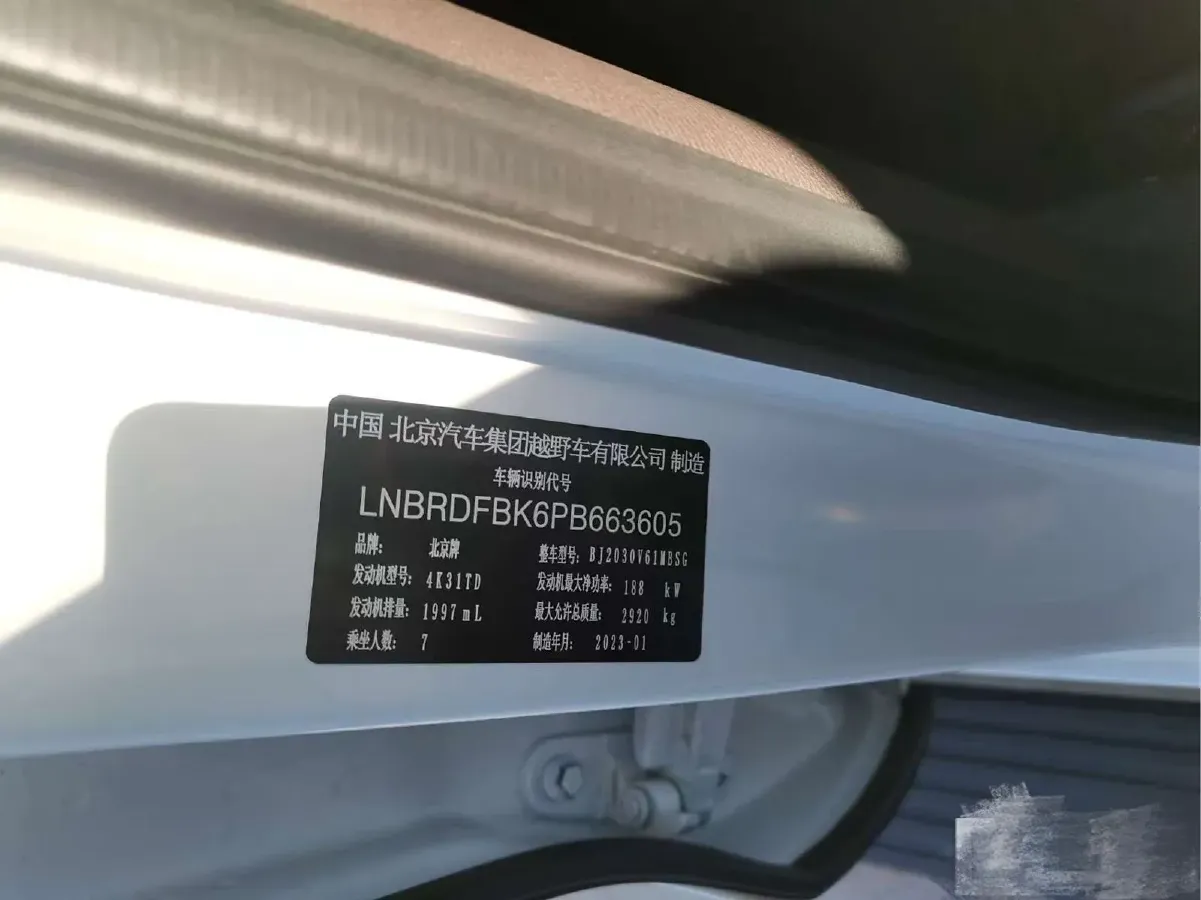 中国 北京汽车集团越野车有限公司 制造
车辆识别代号
LNBRDFBK6PB663605
品牌: 北京牌 整车型号: BJ2030V61MBSG
发动机型号: 4K31TD 发动机最大净功率: 188 kW
发动机排量: 1997mL 最大允许总质量: 2920 kg
乘坐人数: 7 制造年月: 2023-01